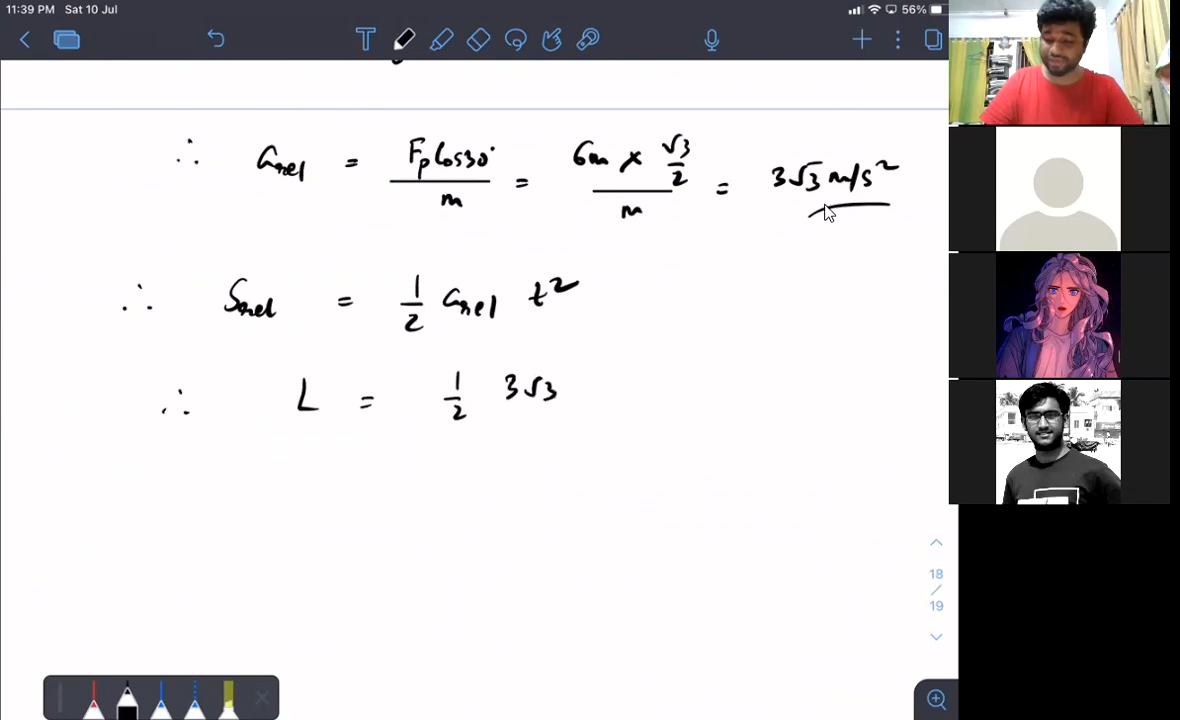 11:39 PM Sat 10 Jul 56%
T
∴ a_rel = F_p Cos30° / m = 6m × √3/2 / m = 3√3 m/s²
∴ S_rel = 1/2 a_rel t²
∴ L = 1/2 3√3
18
/
19